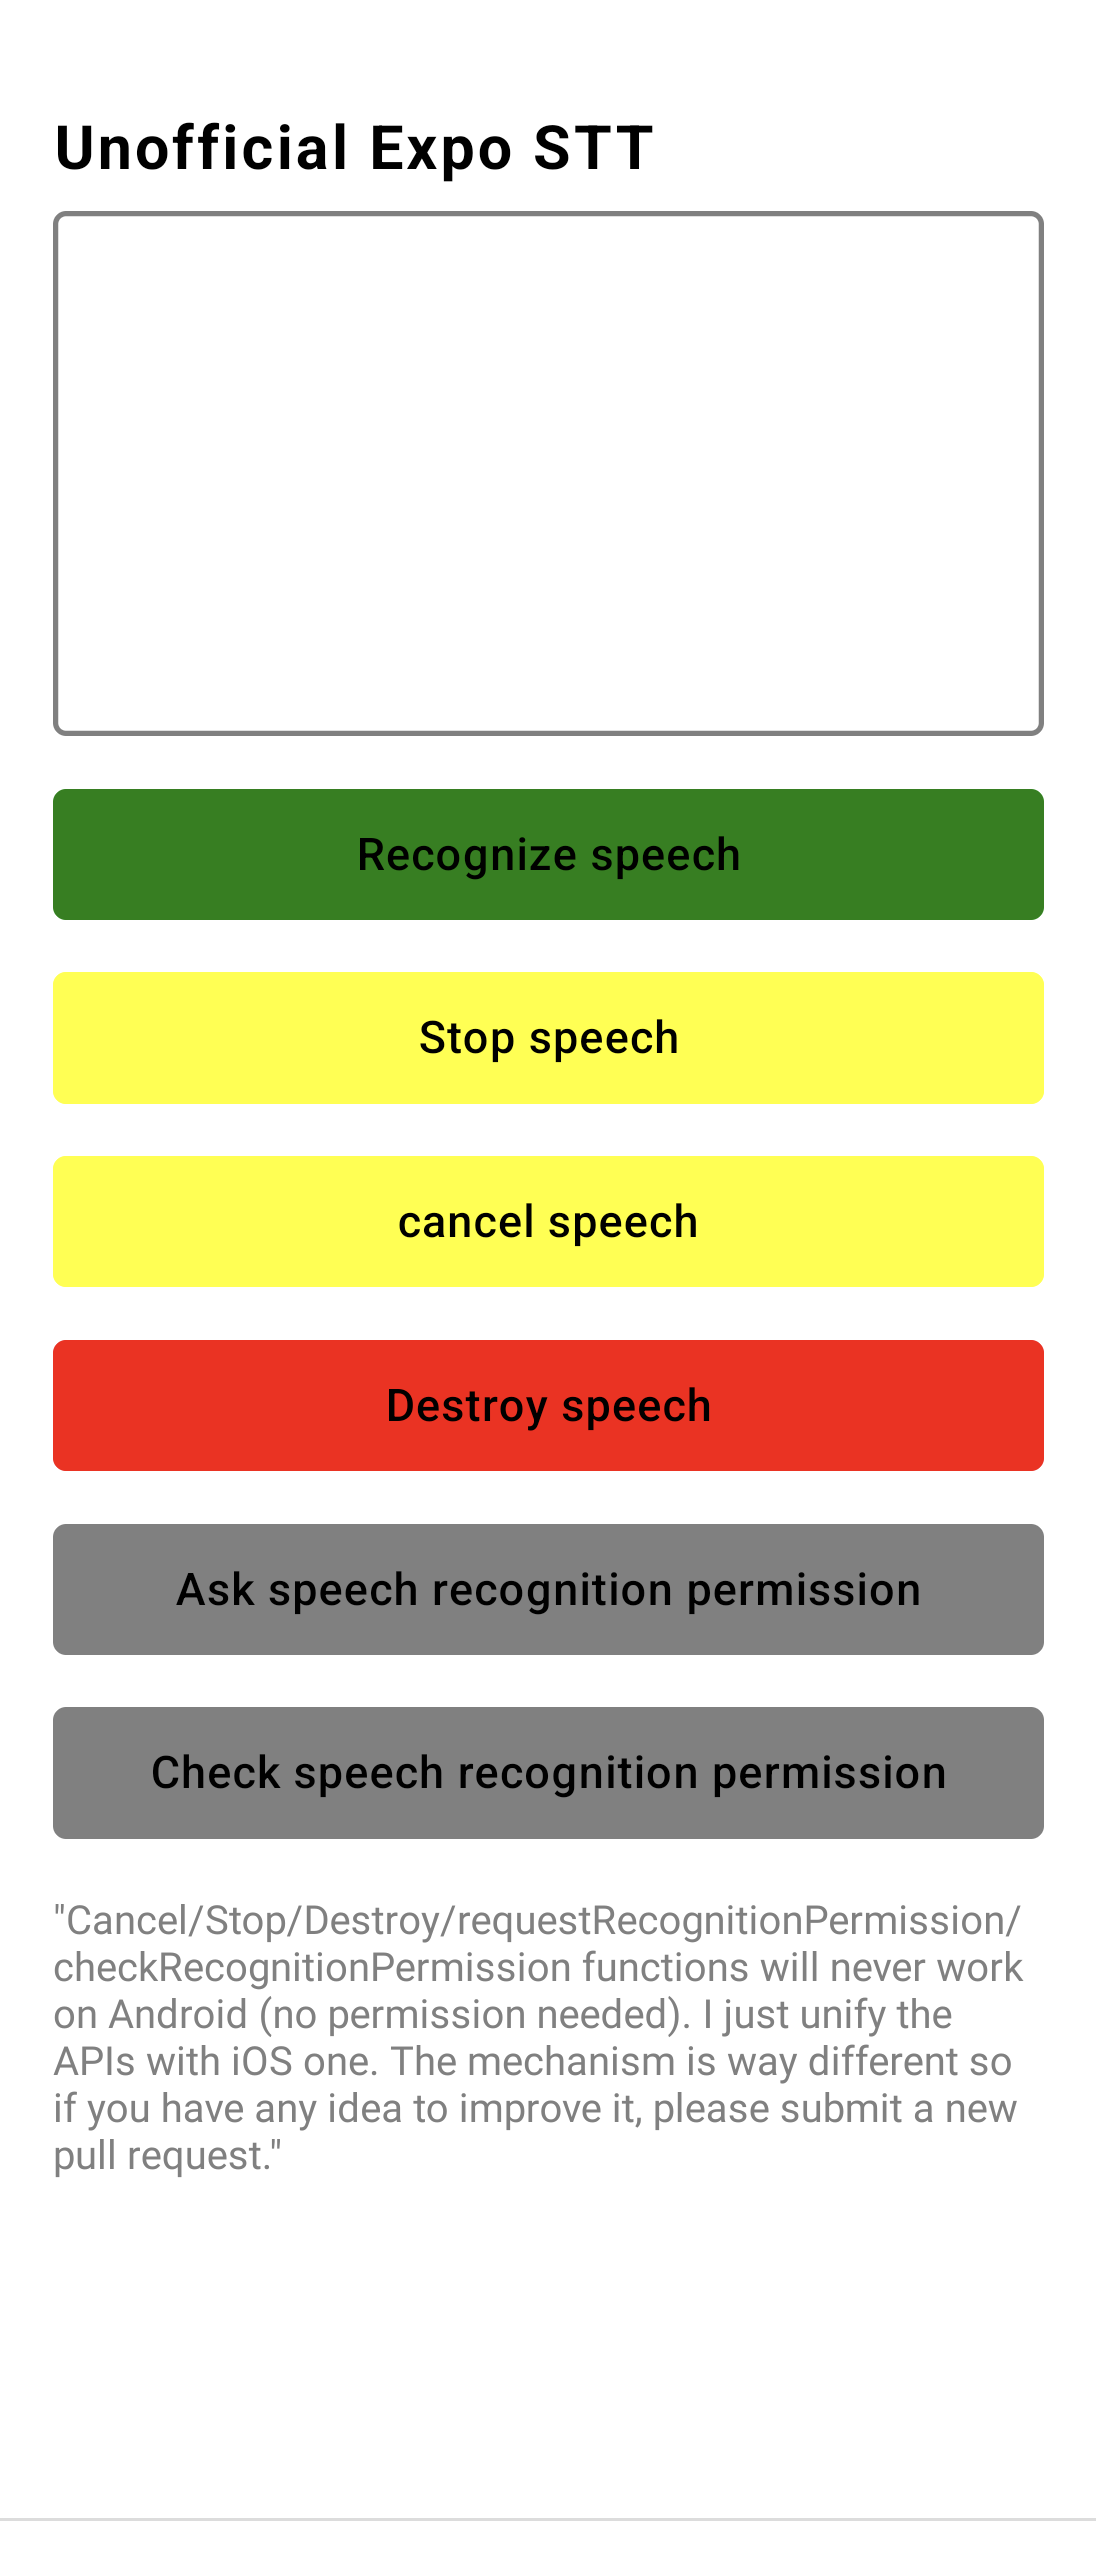 Unofficial Expo STT
Recognize speech
Stop speech
cancel speech
Destroy speech
Ask speech recognition permission
Check speech recognition permission
"Cancel/Stop/Destroy/requestRecognitionPermission/
checkRecognitionPermission functions will never work
on Android (no permission needed). I just unify the
APIs with iOS one. The mechanism is way different so
if you have any idea to improve it, please submit a new
pull request."